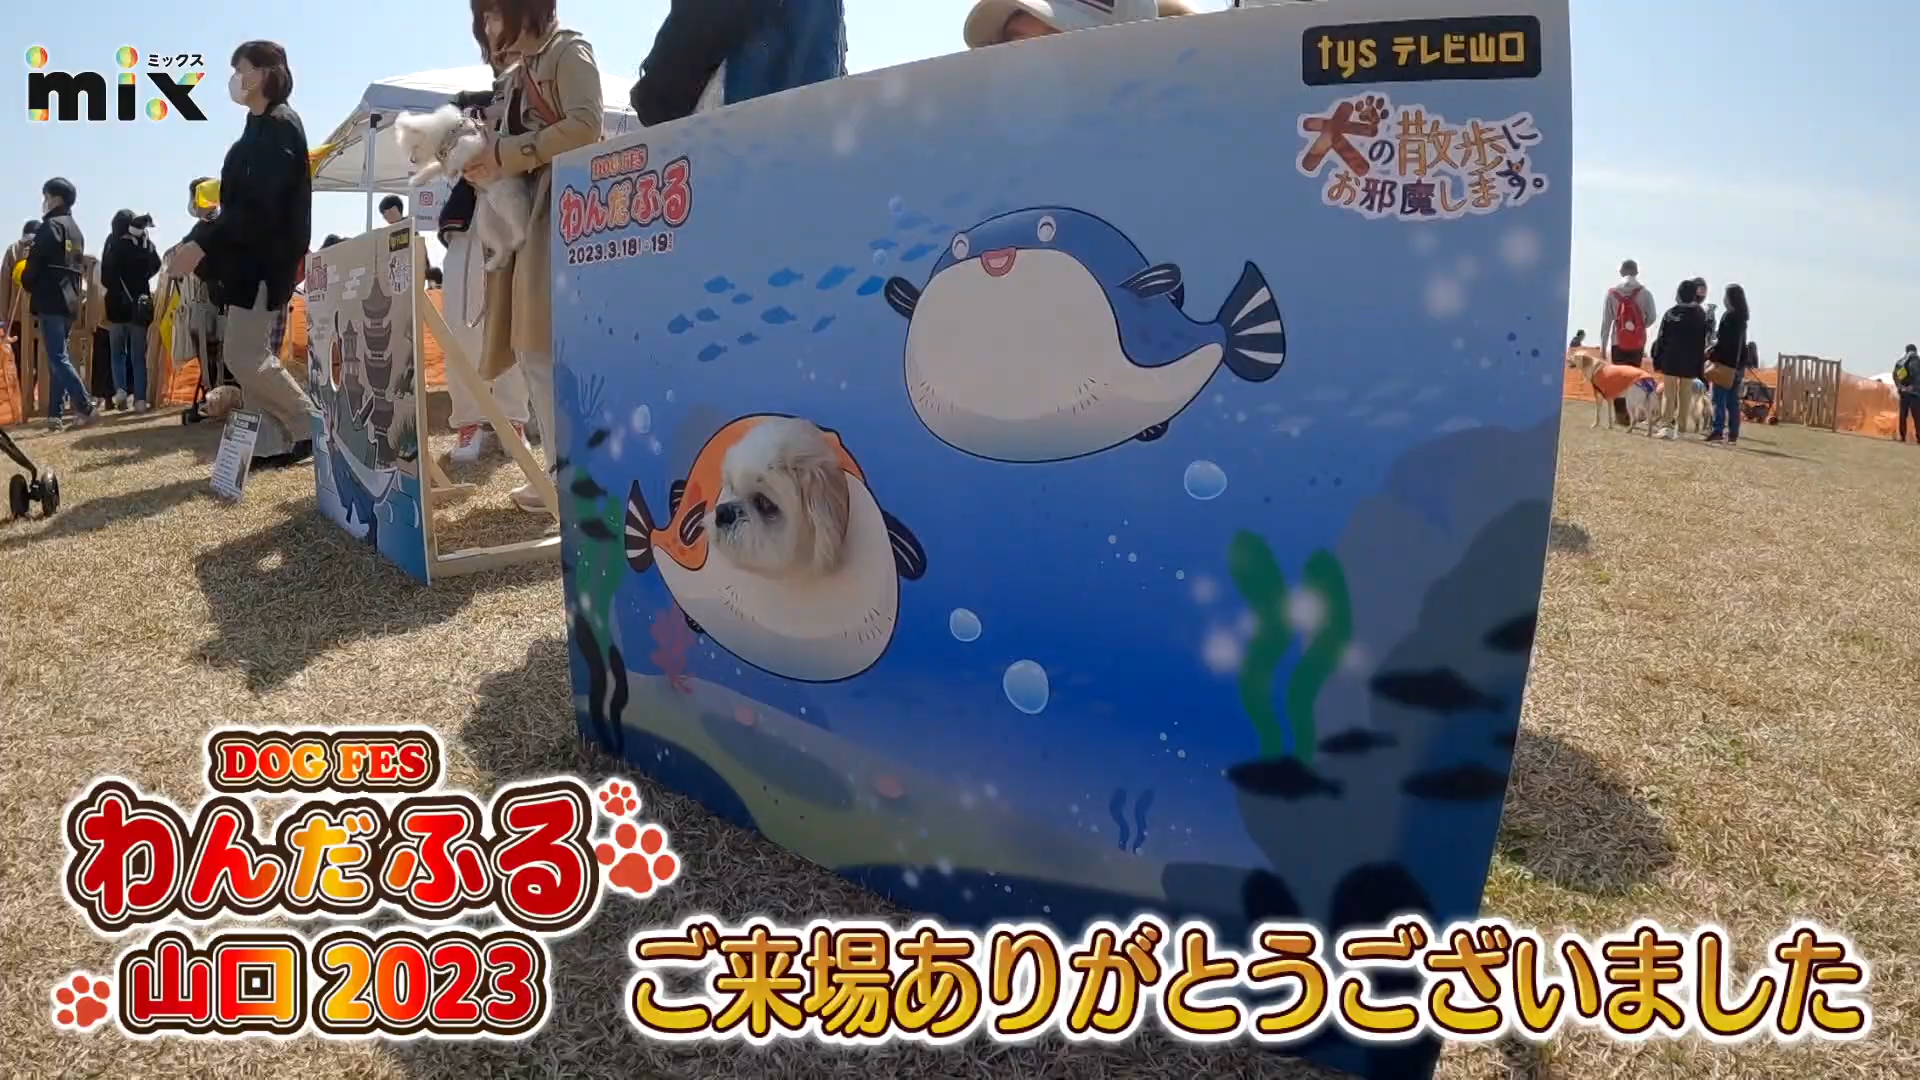 ミックス
mix
tys テレビ山口
犬の散歩に
お邪魔します。
DOG FES
わんだふる
2023.3.18 - 19
DOG FES
わんだふる
山口 2023
ご来場ありがとうございました